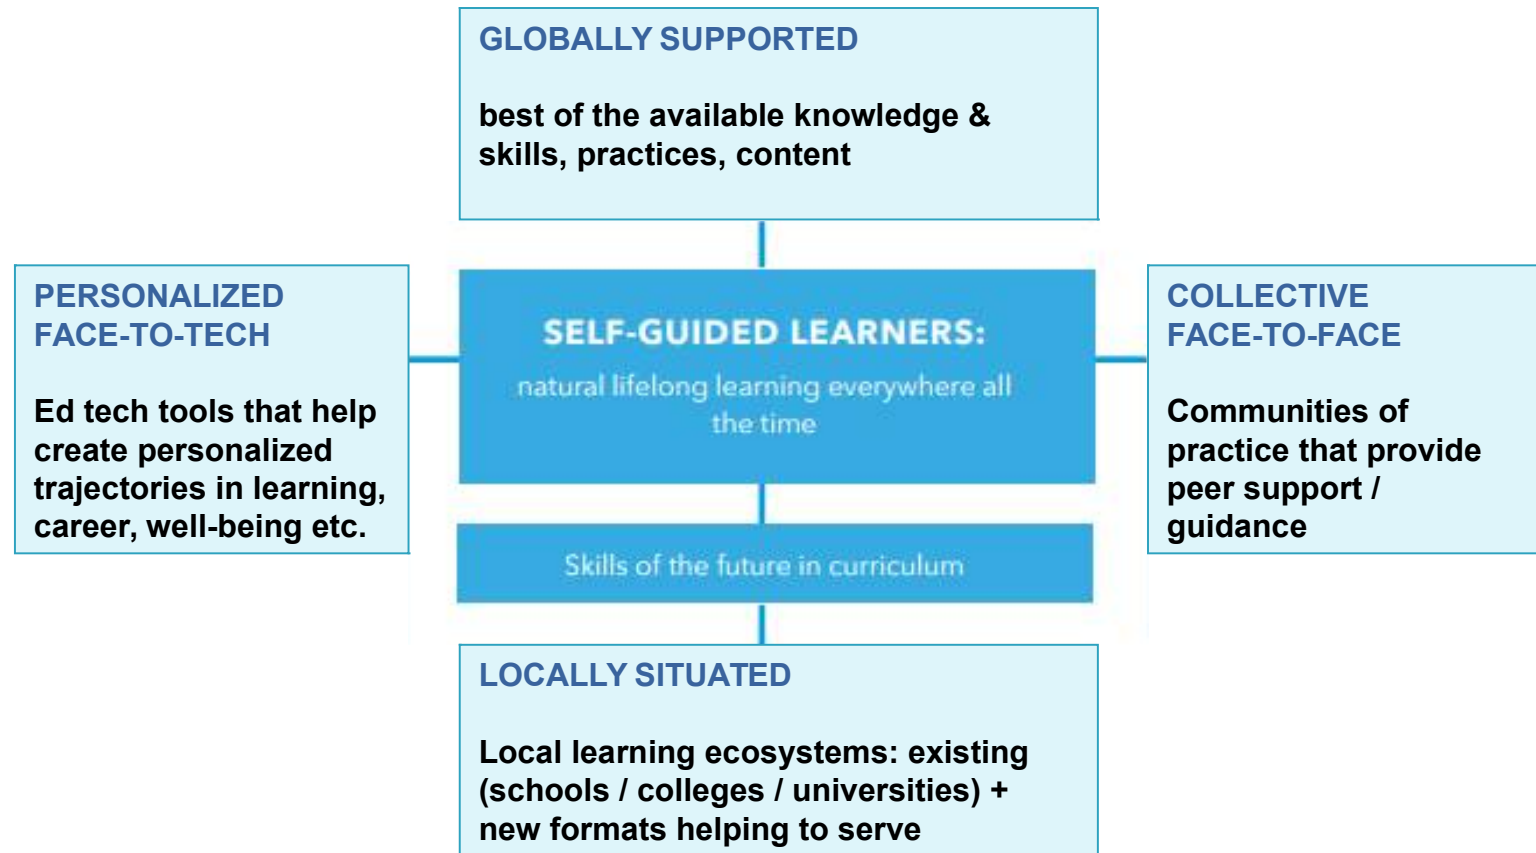 GLOBALLY SUPPORTED
best of the available knowledge &
skills, practices, content
PERSONALIZED
FACE-TO-TECH
Ed tech tools that help
create personalized
trajectories in learning,
career, well-being etc.
SELF-GUIDED LEARNERS:
natural lifelong learning everywhere all
the time
COLLECTIVE
FACE-TO-FACE
Communities of
practice that provide
peer support /
guidance
Skills of the future in curriculum
LOCALLY SITUATED
Local learning ecosystems: existing
(schools / colleges / universities) +
new formats helping to serve